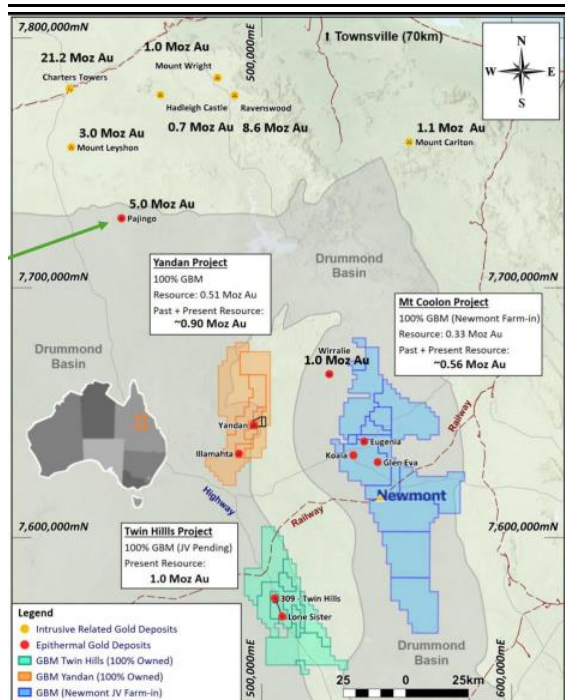 7,800,000mN
500,000mE
Townsville (70km)
N
W E
S
1.0 Moz Au
Mount Wright
21.2 Moz Au
Charters Towers
Hadleigh Castle
Ravenswood
0.7 Moz Au
8.6 Moz Au
3.0 Moz Au
Mount Leyshon
1.1 Moz Au
Mount Carlton
5.0 Moz Au
Pajingo
7,700,000mN
7,700,000mN
Drummond
Basin
Yandan Project
100% GBM
Resource: 0.51 Moz Au
Past + Present Resource:
~0.90 Moz Au
Mt Coolon Project
100% GBM (Newmont Farm-in)
Resource: 0.33 Moz Au
Past + Present Resource:
~0.56 Moz Au
Drummond
Basin
Wirralie
1.0 Moz Au
Yandan
Illamahta
Eugenia
Koala
Glen Eva
Newmont
Railway
Highway
Railway
7,600,000mN
7,600,000mN
Twin Hillls Project
100% GBM (JV Pending)
Present Resource:
1.0 Moz Au
309 - Twin Hills
Lone Sister
Drummond
Basin
Legend
Intrusive Related Gold Deposits
Epithermal Gold Deposits
GBM Twin Hills (100% Owned)
GBM Yandan (100% Owned)
GBM (Newmont JV Farm-in)
500,000mE
600,000mE
25 0 25km